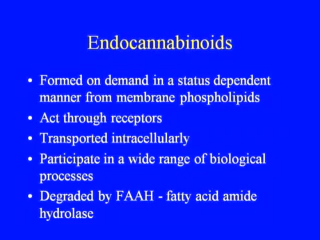 Endocannabinoids
• Formed on demand in a status dependent
manner from membrane phospholipids
• Act through receptors
• Transported intracellularly
• Participate in a wide range of biological
processes
• Degraded by FAAH - fatty acid amide
hydrolase